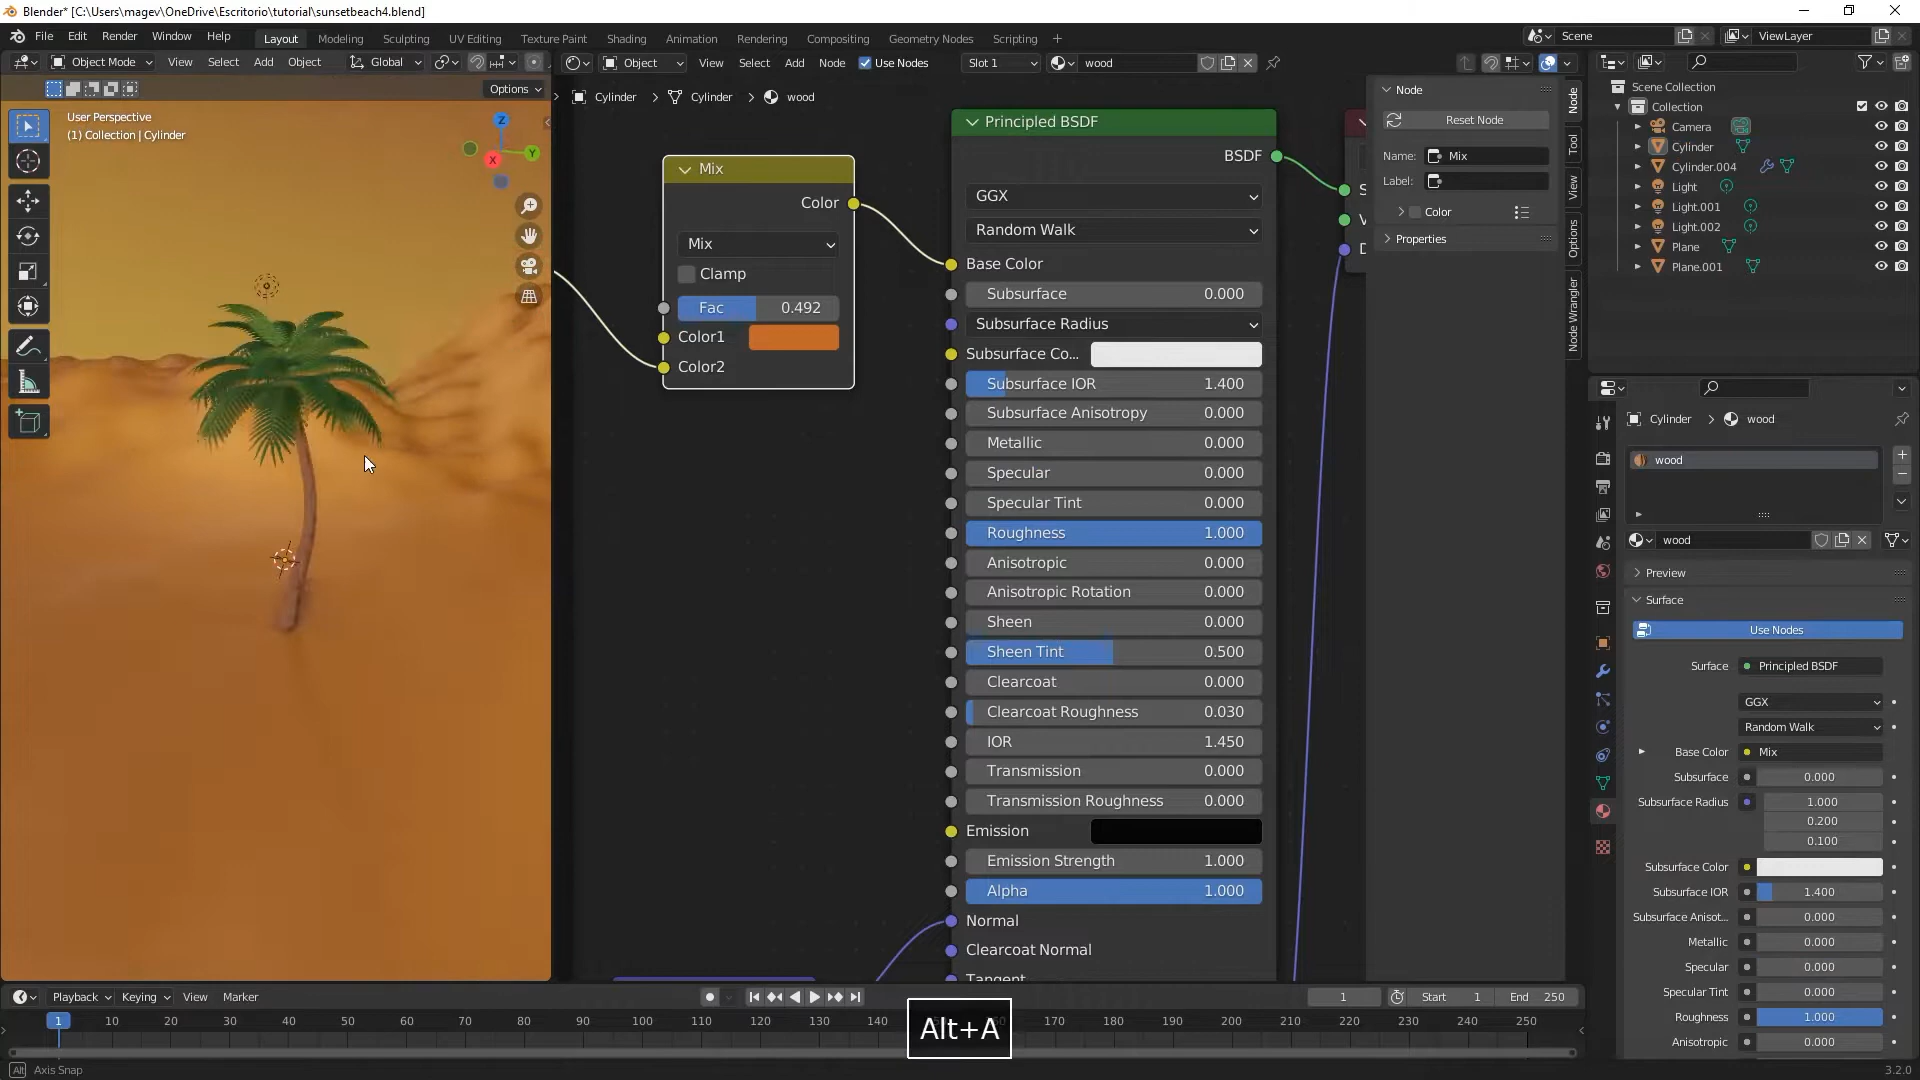 Blender* [C:\Users\magev\OneDrive\Escritorio\tutorial\sunsetbeach4.blend]
File Edit Render Window Help Layout Modeling Sculpting UV Editing Texture Paint Shading Animation Rendering Compositing Geometry Nodes Scripting + Scene ViewLayer
Object Mode View Select Add Object Global Object View Select Add Node Use Nodes Slot 1 wood
Options
Cylinder > Cylinder > wood
User Perspective
(1) Collection | Cylinder
Z
Y
X
Mix
Color
Mix
Clamp
Fac 0.492
Color1
Color2
Principled BSDF
BSDF
GGX
Random Walk
Base Color
Subsurface 0.000
Subsurface Radius
Subsurface Co...
Subsurface IOR 1.400
Subsurface Anisotropy 0.000
Metallic 0.000
Specular 0.000
Specular Tint 0.000
Roughness 1.000
Anisotropic 0.000
Anisotropic Rotation 0.000
Sheen 0.000
Sheen Tint 0.500
Clearcoat 0.000
Clearcoat Roughness 0.030
IOR 1.450
Transmission 0.000
Transmission Roughness 0.000
Emission
Emission Strength 1.000
Alpha 1.000
Normal
Clearcoat Normal
Tangent
S
V
D
Node
Reset Node
Name: Mix
Label:
Color
Properties
Node
Tool
View
Options
Node Wrangler
Scene Collection
Collection
Camera
Cylinder
Cylinder.004
Light
Light.001
Light.002
Plane
Plane.001
Cylinder > wood
wood
wood
Preview
Surface
Use Nodes
Surface Principled BSDF
GGX
Random Walk
Base Color Mix
Subsurface 0.000
Subsurface Radius 1.000
0.200
0.100
Subsurface Color
Subsurface IOR 1.400
Subsurface Anisot... 0.000
Metallic 0.000
Specular 0.000
Specular Tint 0.000
Roughness 1.000
Anisotropic 0.000
Playback Keying View Marker 1 Start 1 End 250
1 10 20 30 40 50 60 70 80 90 100 110 120 130 140 170 180 190 200 210 220 230 240 250
Alt+A
Alt Axis Snap 3.2.0